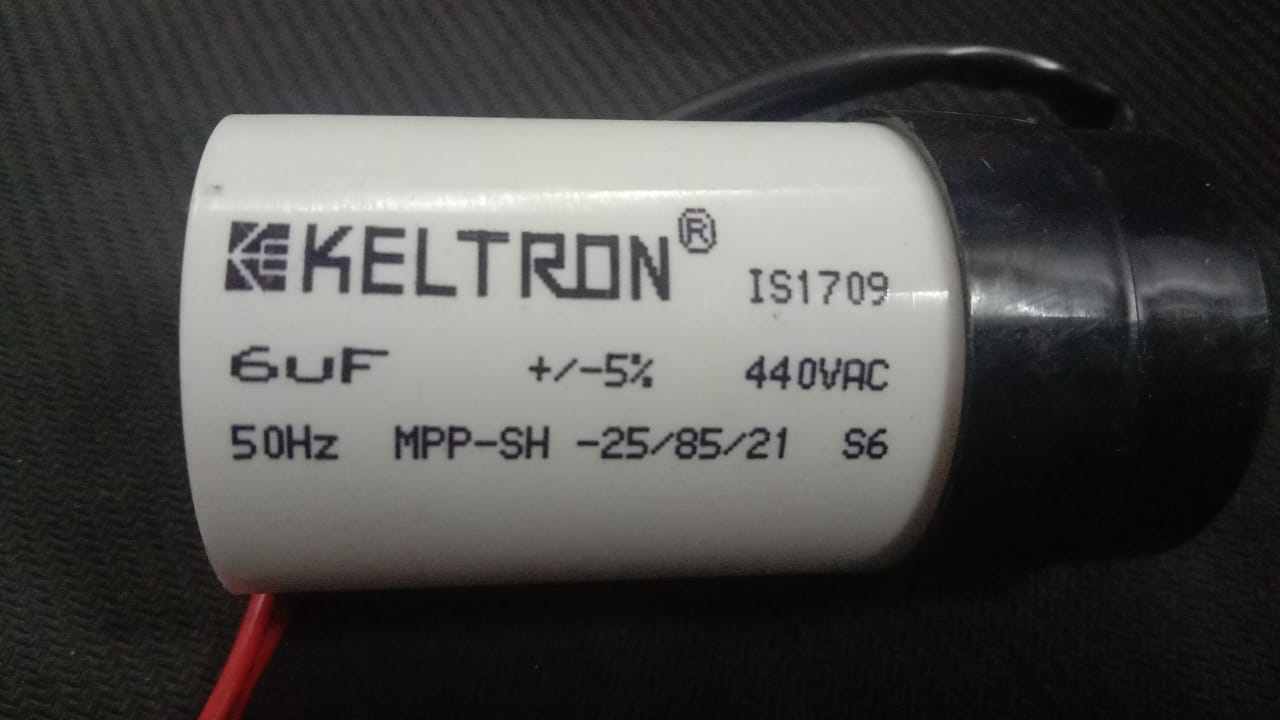 KELTRON®
IS1709
6uF +/-5% 440VAC
50Hz MPP-SH -25/85/21 S6